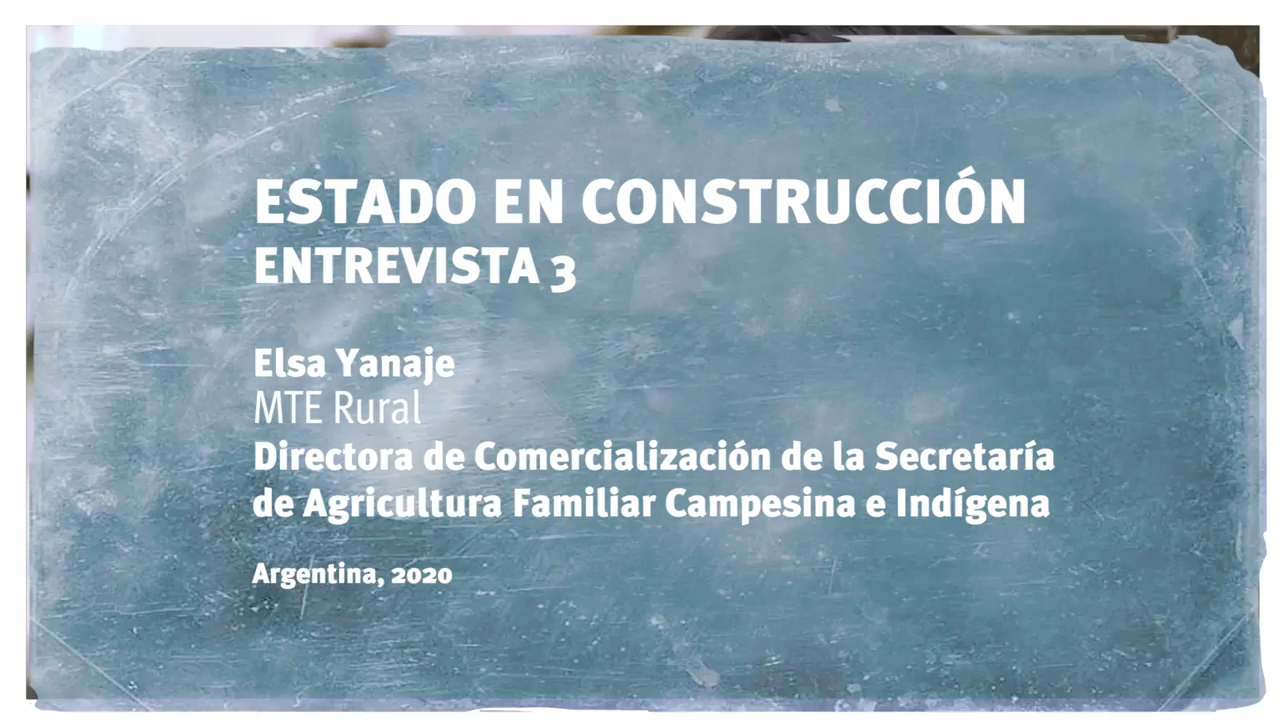 ESTADO EN CONSTRUCCIÓN
ENTREVISTA 3
Elsa Yanaje
MTE Rural
Directora de Comercialización de la Secretaría
de Agricultura Familiar Campesina e Indígena
Argentina, 2020